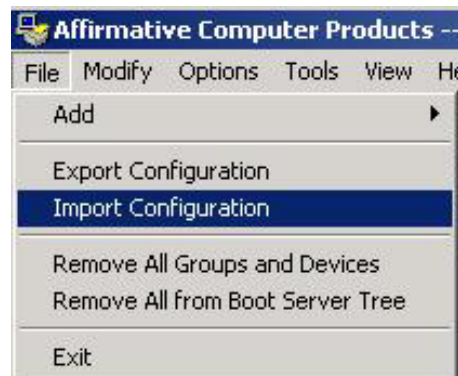 Affirmative Computer Products --
File Modify Options Tools View
Add
Export Configuration
Import Configuration
Remove All Groups and Devices
Remove All from Boot Server Tree
Exit